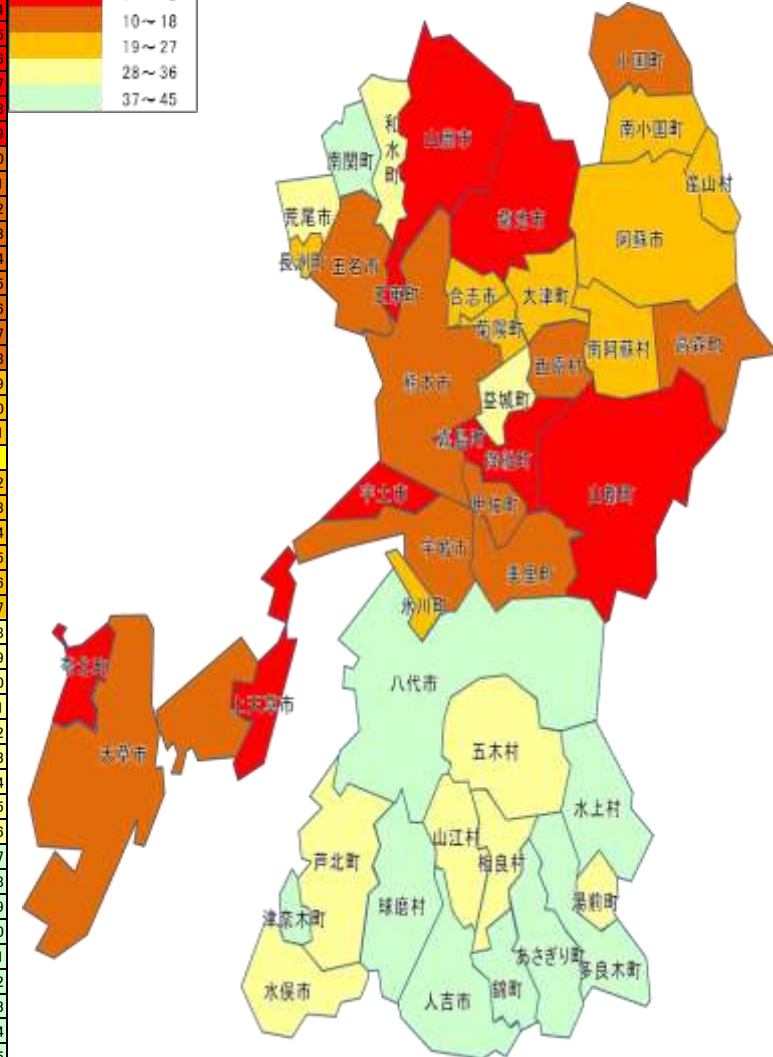 10～18
19～27
28～36
37～45
小国町
和水町
山鹿市
南小国町
南関町
産山村
菊池市
荒尾市
阿蘇市
長洲町
玉名市
玉東町
合志市
大津町
菊陽町
南阿蘇村
高森町
西原村
熊本市
益城町
嘉島町
御船町
山都町
宇土市
甲佐町
宇城市
美里町
氷川町
苓北町
八代市
上天草市
天草市
五木村
水上村
山江村
相良村
芦北町
湯前町
球磨村
津奈木町
あさぎり町
多良木町
水俣市
人吉市
錦町